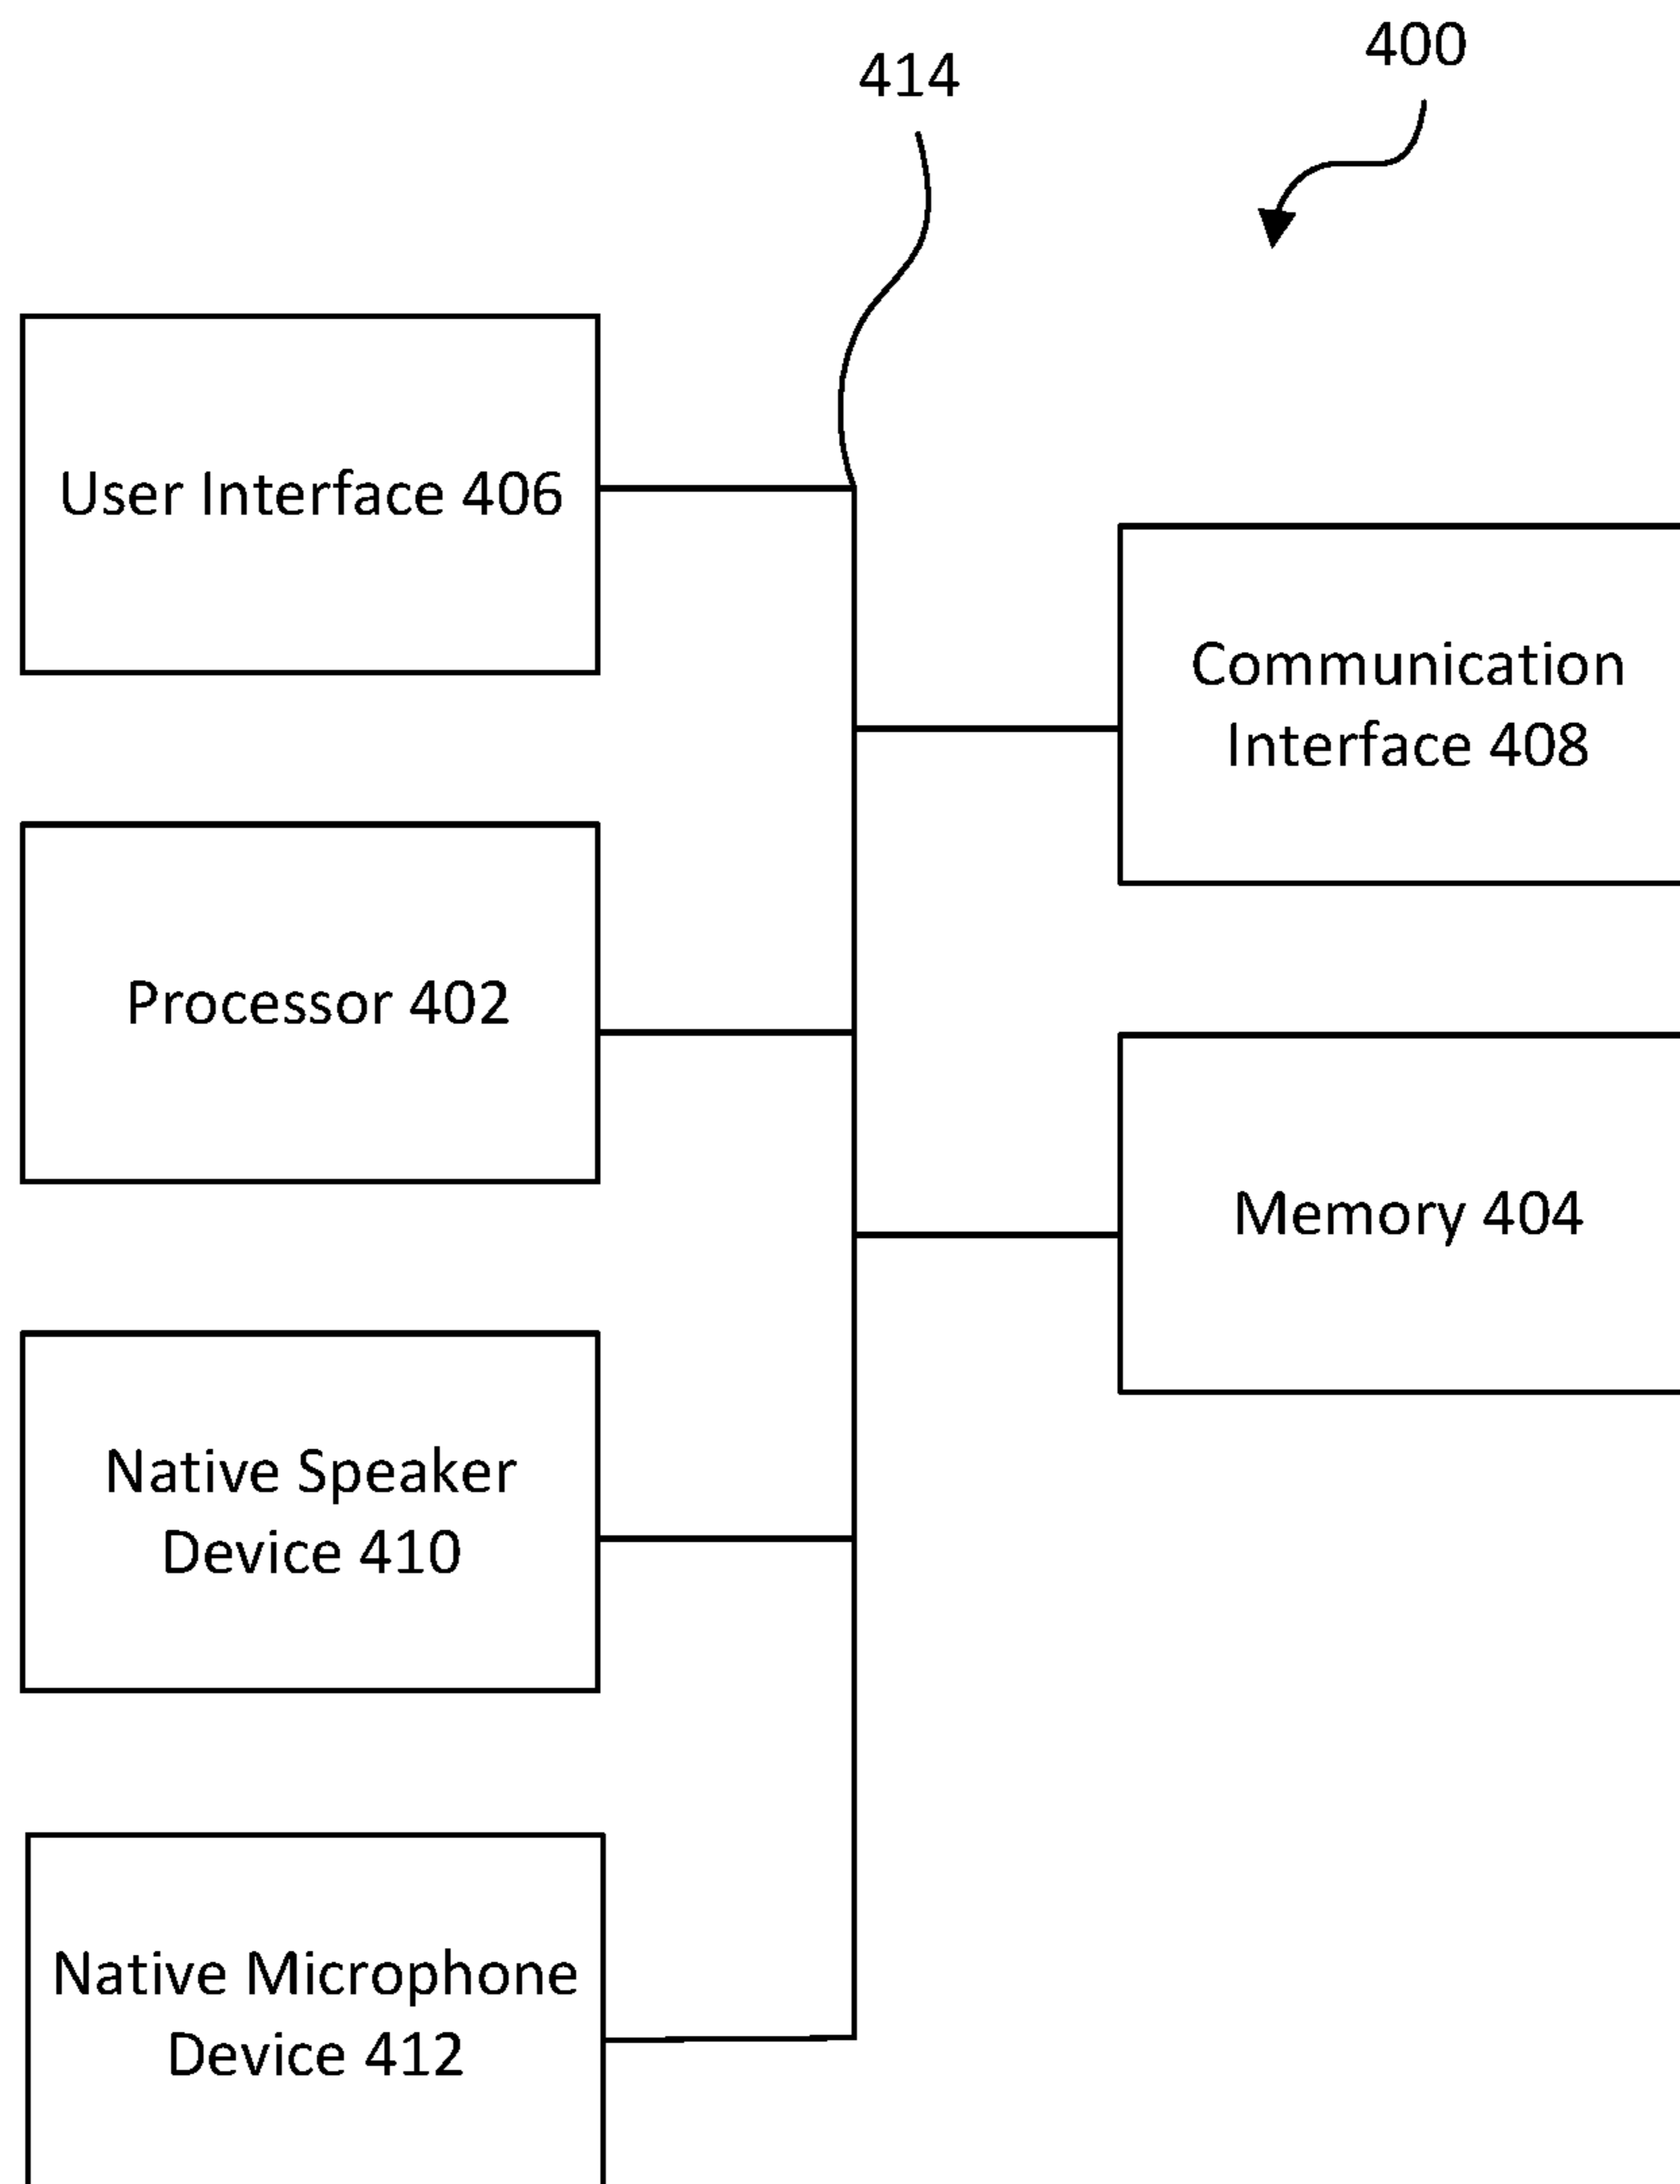 400
414
User Interface 406
Communication
Interface 408
Processor 402
Memory 404
Native Speaker
Device 410
Native Microphone
Device 412